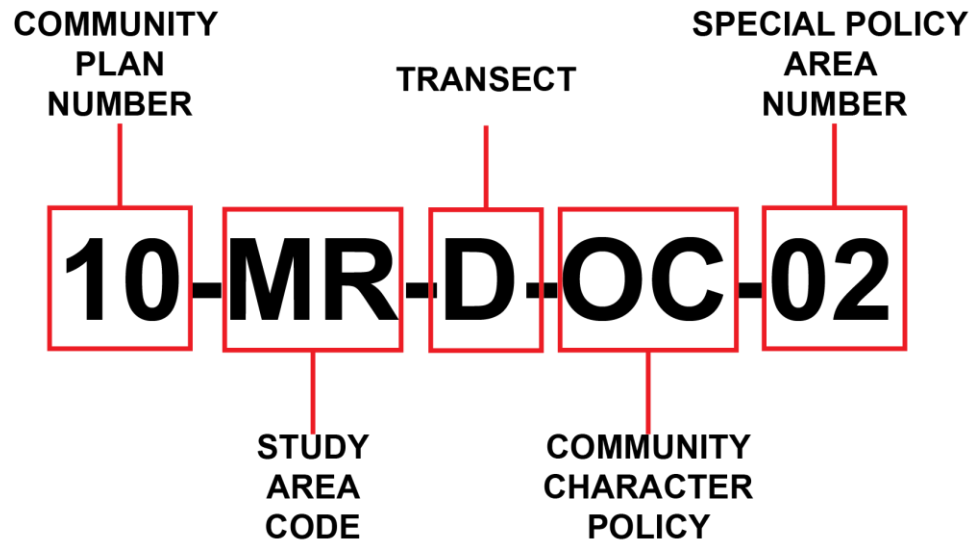 COMMUNITY
PLAN
NUMBER
TRANSECT
SPECIAL POLICY
AREA
NUMBER
10-MR-D-OC-02
STUDY
AREA
CODE
COMMUNITY
CHARACTER
POLICY